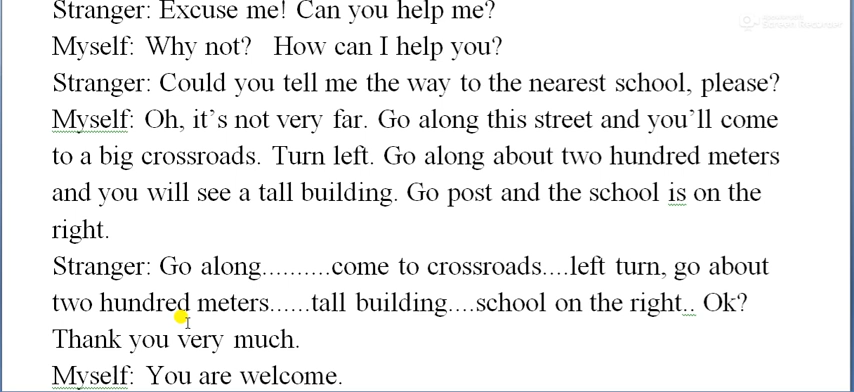 Stranger: Excuse me! Can you help me?
Myself: Why not? How can I help you?
Stranger: Could you tell me the way to the nearest school, please?
Myself: Oh, it's not very far. Go along this street and you'll come
to a big crossroads. Turn left. Go along about two hundred meters
and you will see a tall building. Go post and the school is on the
right.
Stranger: Go along..........come to crossroads....left turn, go about
two hundred meters......tall building....school on the right.. Ok?
Thank you very much.
Myself: You are welcome.